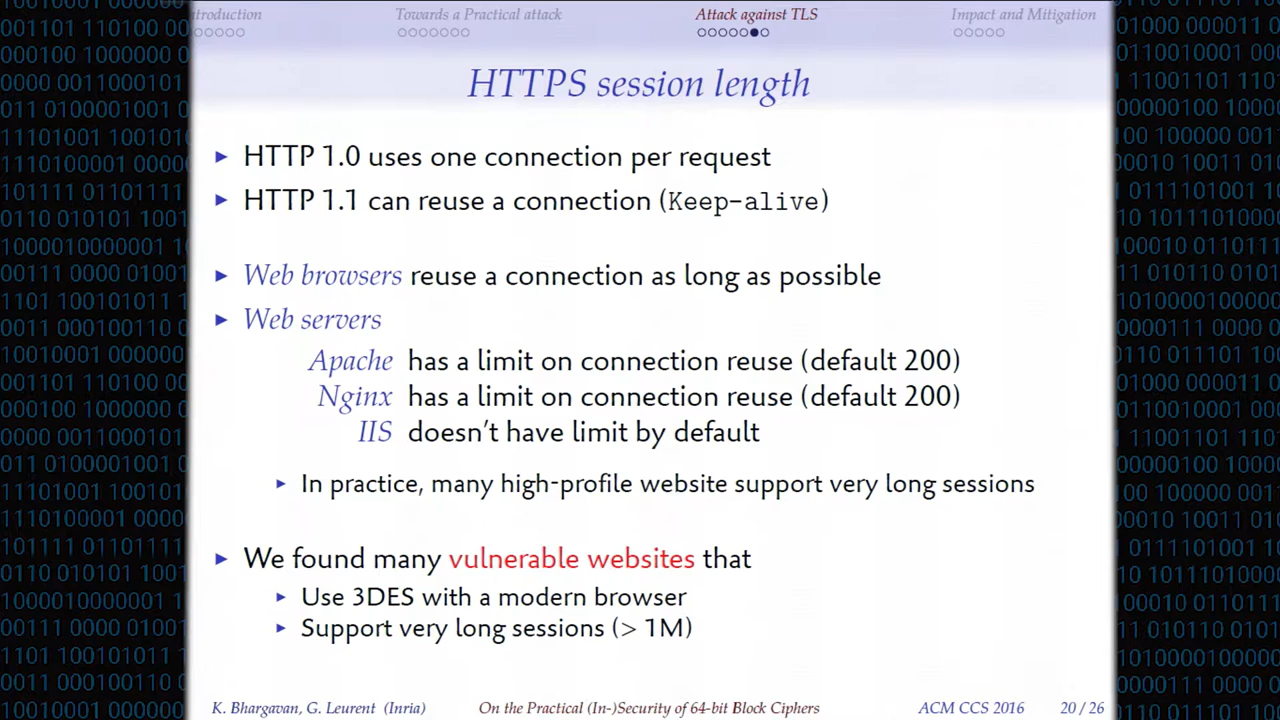 troduction Towards a Practical attack Attack against TLS Impact and Mitigation
HTTPS session length
▸ HTTP 1.0 uses one connection per request
▸ HTTP 1.1 can reuse a connection (Keep-alive)
▸ Web browsers reuse a connection as long as possible
▸ Web servers
Apache has a limit on connection reuse (default 200)
Nginx has a limit on connection reuse (default 200)
IIS doesn't have limit by default
▸ In practice, many high-profile website support very long sessions
▸ We found many vulnerable websites that
▸ Use 3DES with a modern browser
▸ Support very long sessions (> 1M)
K. Bhargavan, G. Leurent (Inria) On the Practical (In-)Security of 64-bit Block Ciphers ACM CCS 2016 20 / 26